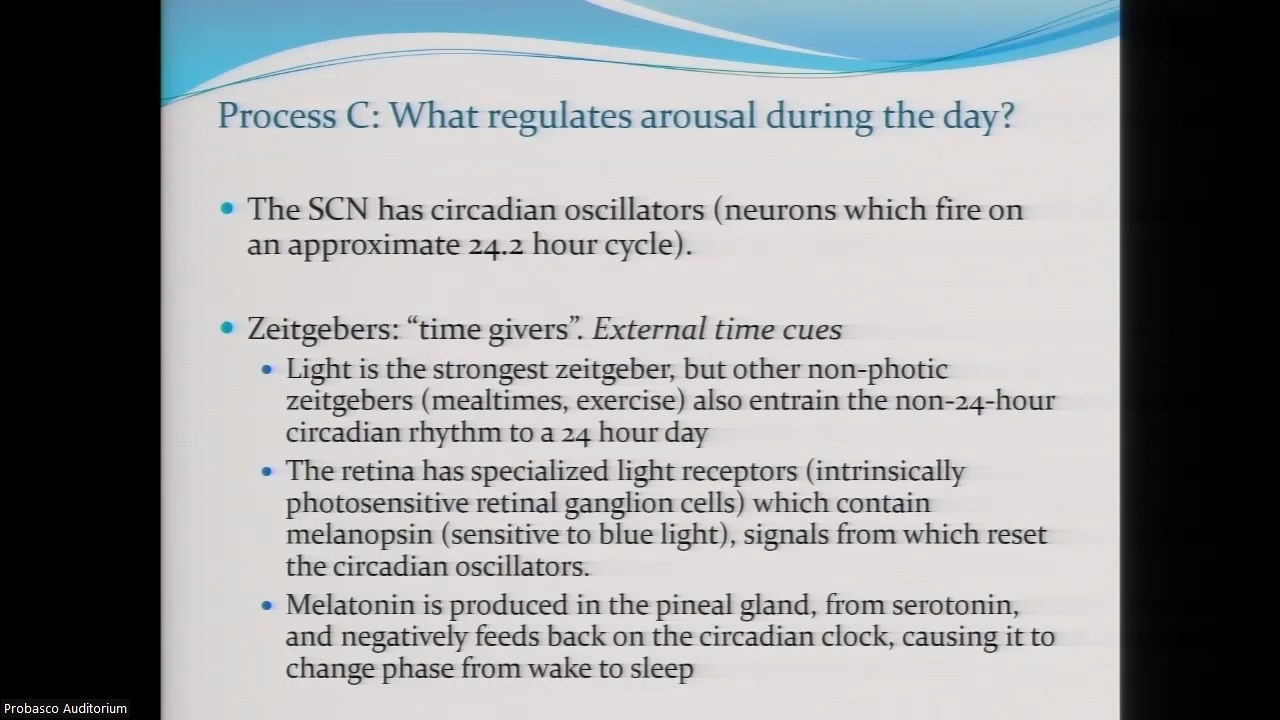 Process C: What regulates arousal during the day?
• The SCN has circadian oscillators (neurons which fire on
an approximate 24.2 hour cycle).
• Zeitgebers: “time givers”. External time cues
• Light is the strongest zeitgeber, but other non-photic
zeitgebers (mealtimes, exercise) also entrain the non-24-hour
circadian rhythm to a 24 hour day
• The retina has specialized light receptors (intrinsically
photosensitive retinal ganglion cells) which contain
melanopsin (sensitive to blue light), signals from which reset
the circadian oscillators.
• Melatonin is produced in the pineal gland, from serotonin,
and negatively feeds back on the circadian clock, causing it to
change phase from wake to sleep
Probasco Auditorium